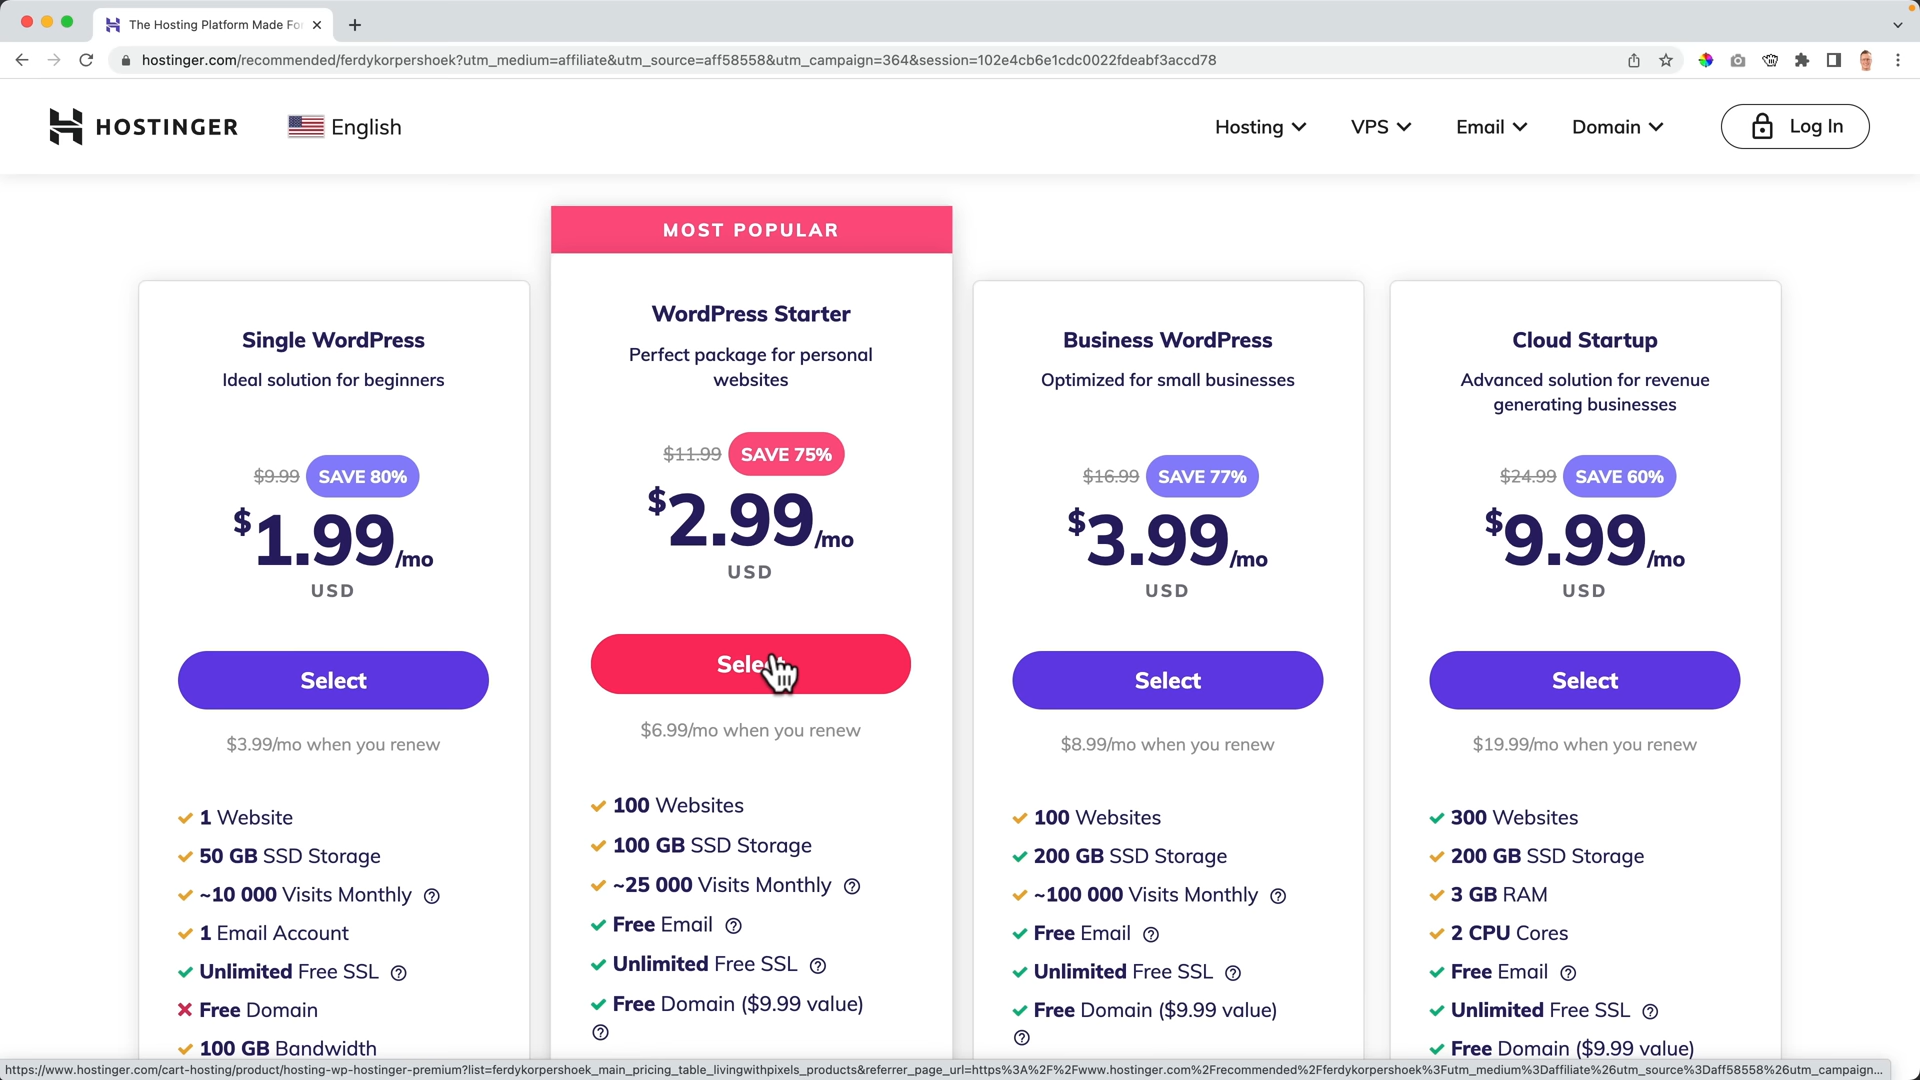 The Hosting Platform Made Fo
hostinger.com/recommended/ferdykorpershoek?utm_medium=affiliate&utm_source=aff58558&utm_campaign=364&session=102e4cb6e1cdc0022fdeabf3accd78
HOSTINGER
English
Hosting
VPS
Email
Domain
Log In
MOST POPULAR
Single WordPress
Ideal solution for beginners
$9.99 SAVE 80%
$1.99/mo
USD
Select
$3.99/mo when you renew
1 Website
50 GB SSD Storage
~10 000 Visits Monthly
1 Email Account
Unlimited Free SSL
Free Domain
100 GB Bandwidth
WordPress Starter
Perfect package for personal
websites
$11.99 SAVE 75%
$2.99/mo
USD
Select
$6.99/mo when you renew
100 Websites
100 GB SSD Storage
~25 000 Visits Monthly
Free Email
Unlimited Free SSL
Free Domain ($9.99 value)
Business WordPress
Optimized for small businesses
$16.99 SAVE 77%
$3.99/mo
USD
Select
$8.99/mo when you renew
100 Websites
200 GB SSD Storage
~100 000 Visits Monthly
Free Email
Unlimited Free SSL
Free Domain ($9.99 value)
Cloud Startup
Advanced solution for revenue
generating businesses
$24.99 SAVE 60%
$9.99/mo
USD
Select
$19.99/mo when you renew
300 Websites
200 GB SSD Storage
3 GB RAM
2 CPU Cores
Free Email
Unlimited Free SSL
Free Domain ($9.99 value)
https://www.hostinger.com/cart-hosting/product/hosting-wp-hostinger-premium?list=ferdykorpershoek_main_pricing_table_livingwithpixels_products&referrer_page_url=https%3A%2F%2Fwww.hostinger.com%2Frecommended%2Fferdykorpershoek%3Futm_medium%3Daffiliate%26utm_source%3Daff58558%26utm_campaign...